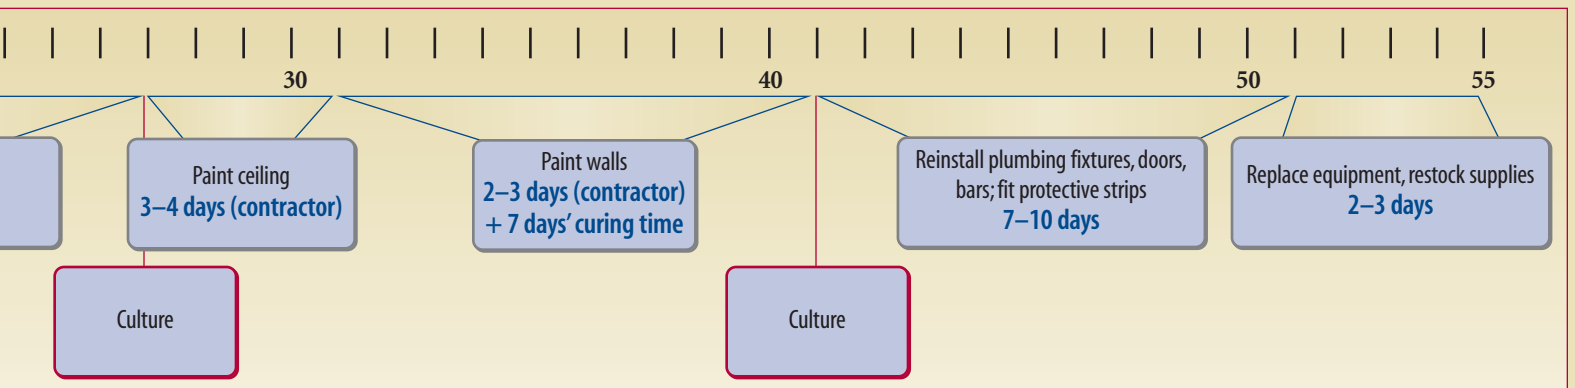 30
40
50
55
Paint ceiling
3–4 days (contractor)
Paint walls
2–3 days (contractor)
+ 7 days’ curing time
Reinstall plumbing fixtures, doors,
bars; fit protective strips
7–10 days
Replace equipment, restock supplies
2–3 days
Culture
Culture